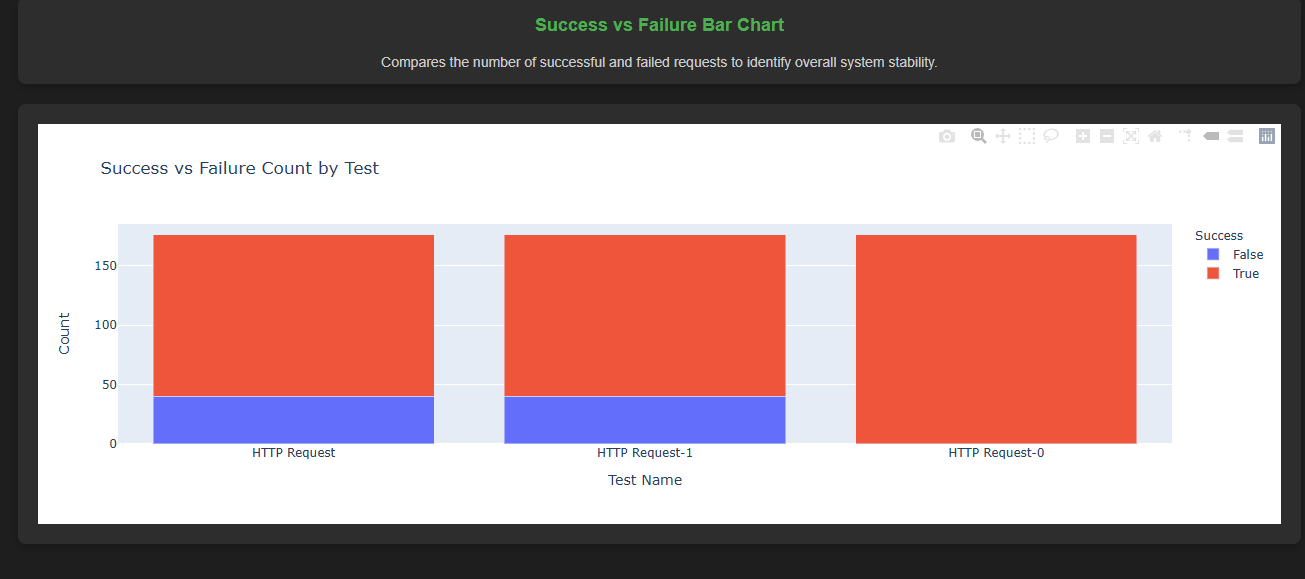 Success vs Failure Bar Chart
Compares the number of successful and failed requests to identify overall system stability.
Success vs Failure Count by Test
Success
False
True
150
100
50
0
Count
HTTP Request
HTTP Request-1
HTTP Request-0
Test Name